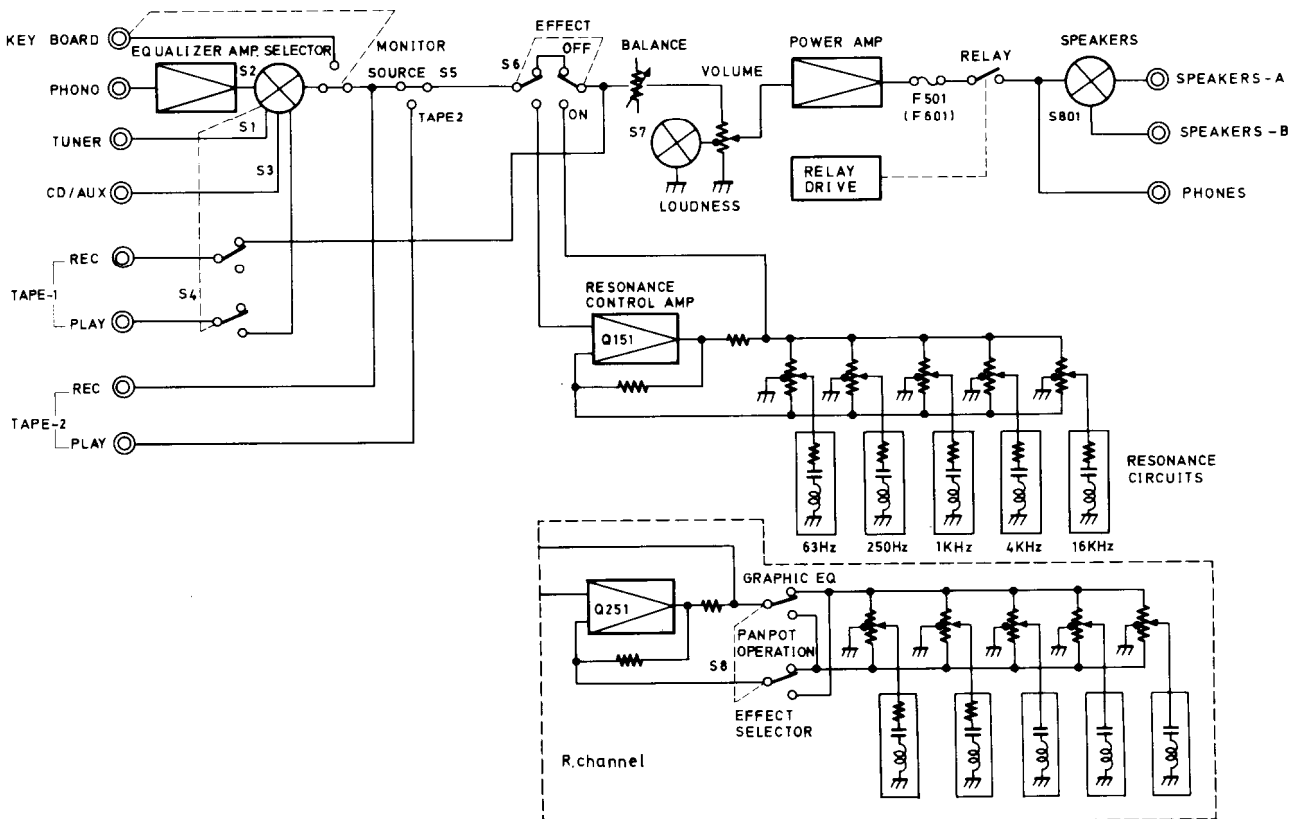 KEY BOARD
EQUALIZER AMP. SELECTOR
MONITOR
EFFECT
OFF
BALANCE
POWER AMP
RELAY
SPEAKERS
S2
SOURCE S5
S6
VOLUME
PHONO
SPEAKERS-A
F501
(F601)
TAPE2
ON
S1
S7
S801
SPEAKERS-B
TUNER
S3
RELAY
DRIVE
CD/AUX
LOUDNESS
PHONES
REC
TAPE-1
S4
PLAY
RESONANCE
CONTROL AMP
Q151
REC
TAPE-2
PLAY
RESONANCE
CIRCUITS
63Hz
250Hz
1KHz
4KHz
16KHz
GRAPHIC EQ
Q251
PANPOT
OPERATION
S8
EFFECT
SELECTOR
R.channel